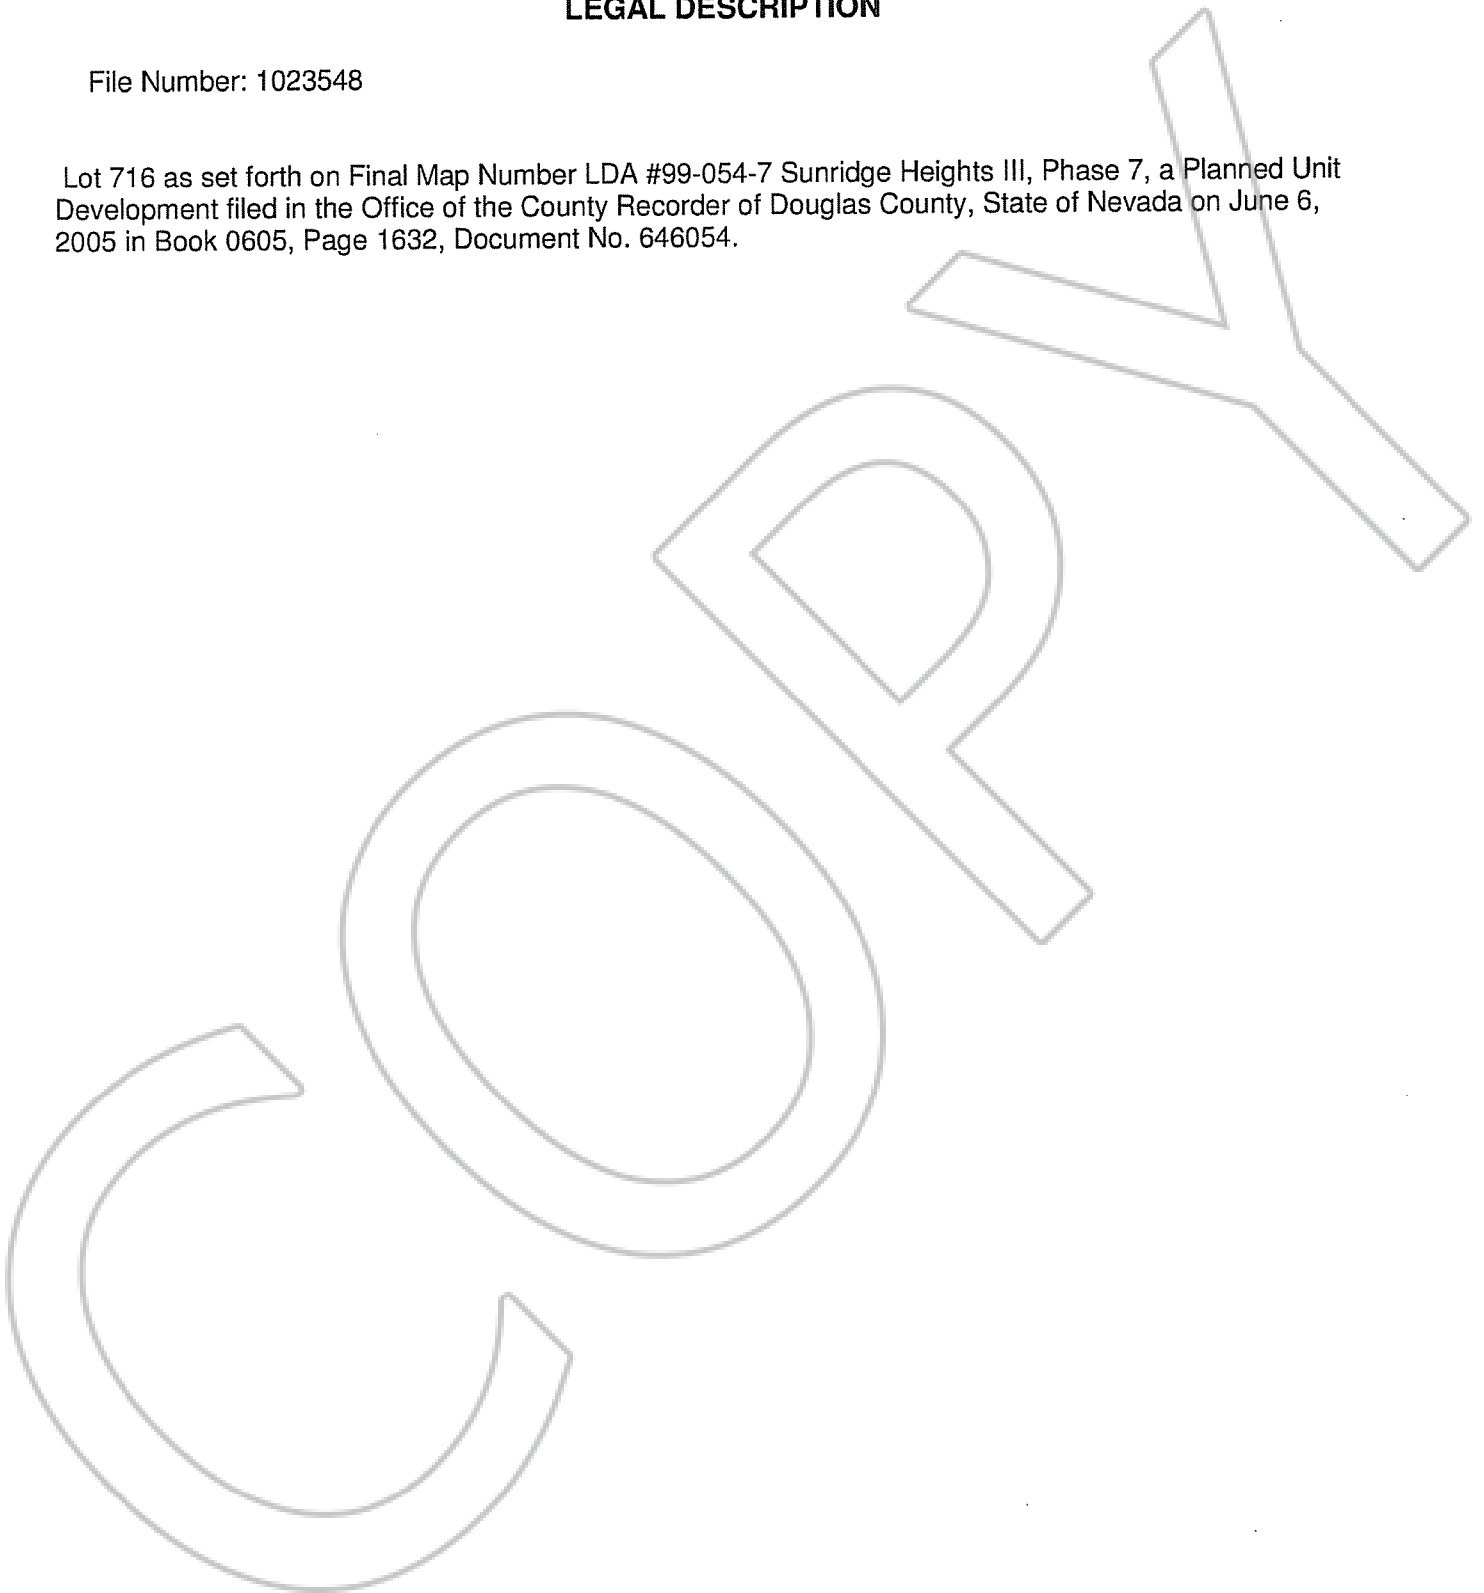 LEGAL DESCRIPTION
File Number: 1023548
Lot 716 as set forth on Final Map Number LDA #99-054-7 Sunridge Heights III, Phase 7, a Planned Unit
Development filed in the Office of the County Recorder of Douglas County, State of Nevada on June 6,
2005 in Book 0605, Page 1632, Document No. 646054.
COPY